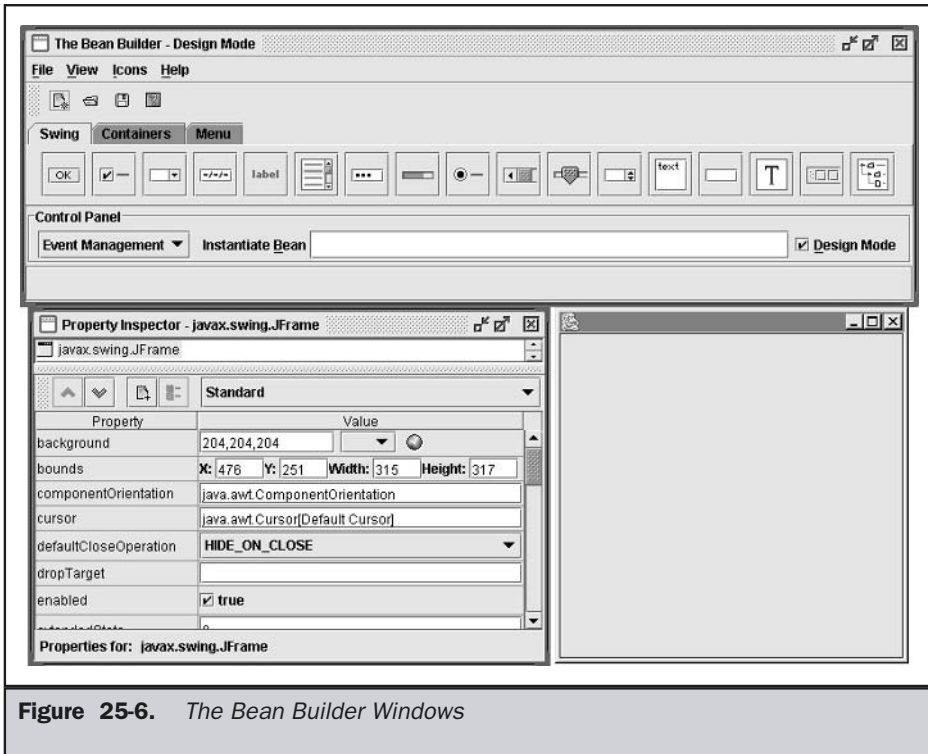 The Bean Builder - Design Mode
File View Icons Help
Swing Containers Menu
OK
-/-/-
label
text
T
Control Panel
Event Management Instantiate Bean Design Mode
Property Inspector - javax.swing.JFrame
javax.swing.JFrame
Standard
Property Value
background 204,204,204
bounds X: 476 Y: 251 Width: 315 Height: 317
componentOrientation java.awt.ComponentOrientation
cursor java.awt.Cursor[Default Cursor]
defaultCloseOperation HIDE_ON_CLOSE
dropTarget
enabled true
Properties for: javax.swing.JFrame
Figure 25-6. The Bean Builder Windows